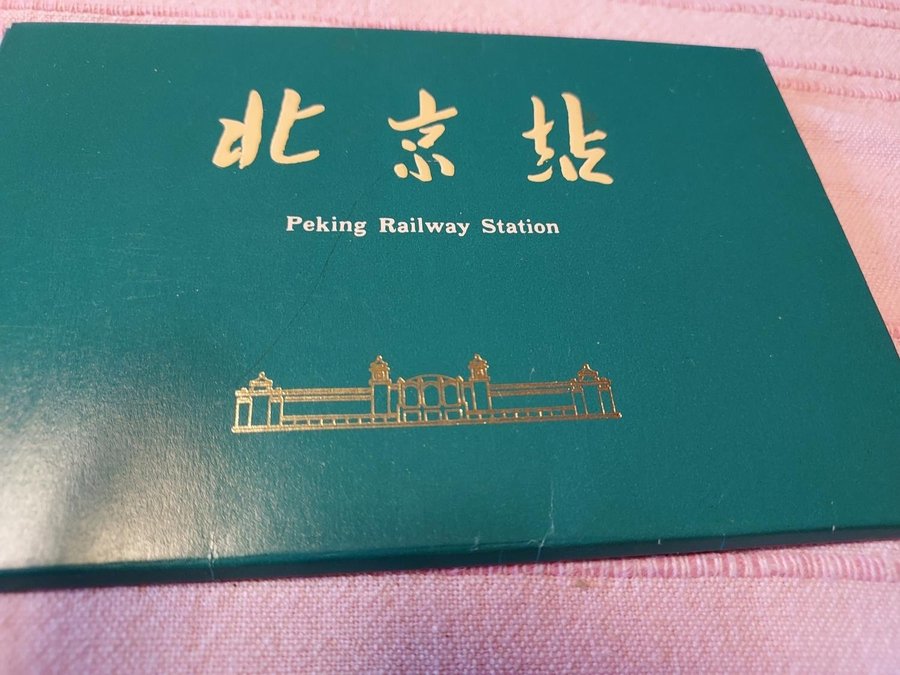 北京站
Peking Railway Station